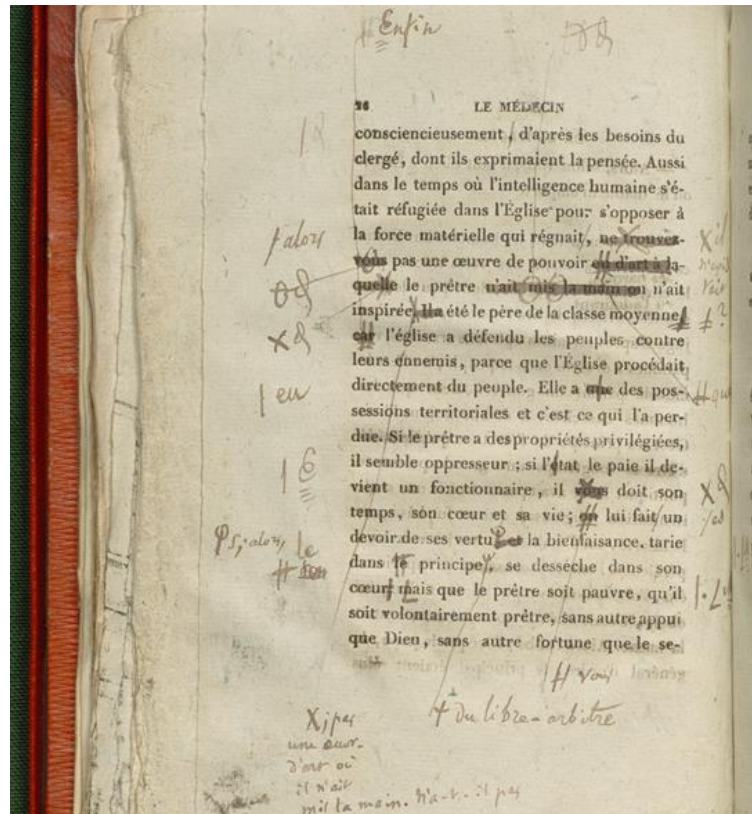 Enfin
26 LE MÉDECIN
consciencieusement, d'après les besoins du
clergé, dont ils exprimaient la pensée. Aussi
dans le temps où l'intelligence humaine s'é-
tait réfugiée dans l'Église pour s'opposer à
la force matérielle qui régnait, ne trouvez-
vous pas une œuvre de pouvoir ou d'art à la-
quelle le prêtre n'ait mis la main ou n'ait
inspirée. Il a été le père de la classe moyenne
car l'église a défendu les peuples contre
leurs ennemis, parce que l'Église procédait
directement du peuple. Elle a des pos-
sessions territoriales et c'est ce qui l'a per-
due. Si le prêtre a des propriétés privilégiées,
il semble oppresseur ; si l'état le paie il de-
vient un fonctionnaire, il vous doit son
temps, son cœur et sa vie; on lui fait un
devoir de ses vertus et la bienfaisance, tarie
dans le principe, se desséche dans son
cœur mais que le prêtre soit pauvre, qu'il
soit volontairement prêtre, sans autre appui
que Dieu, sans autre fortune que le se-
alors
eu
s, alors, le
il
n'avait
?
que
vous
+ du libre-arbitre
X; pas
une œuvr-
d'art où
il n'ait
mis la main. n'a-t-il pas